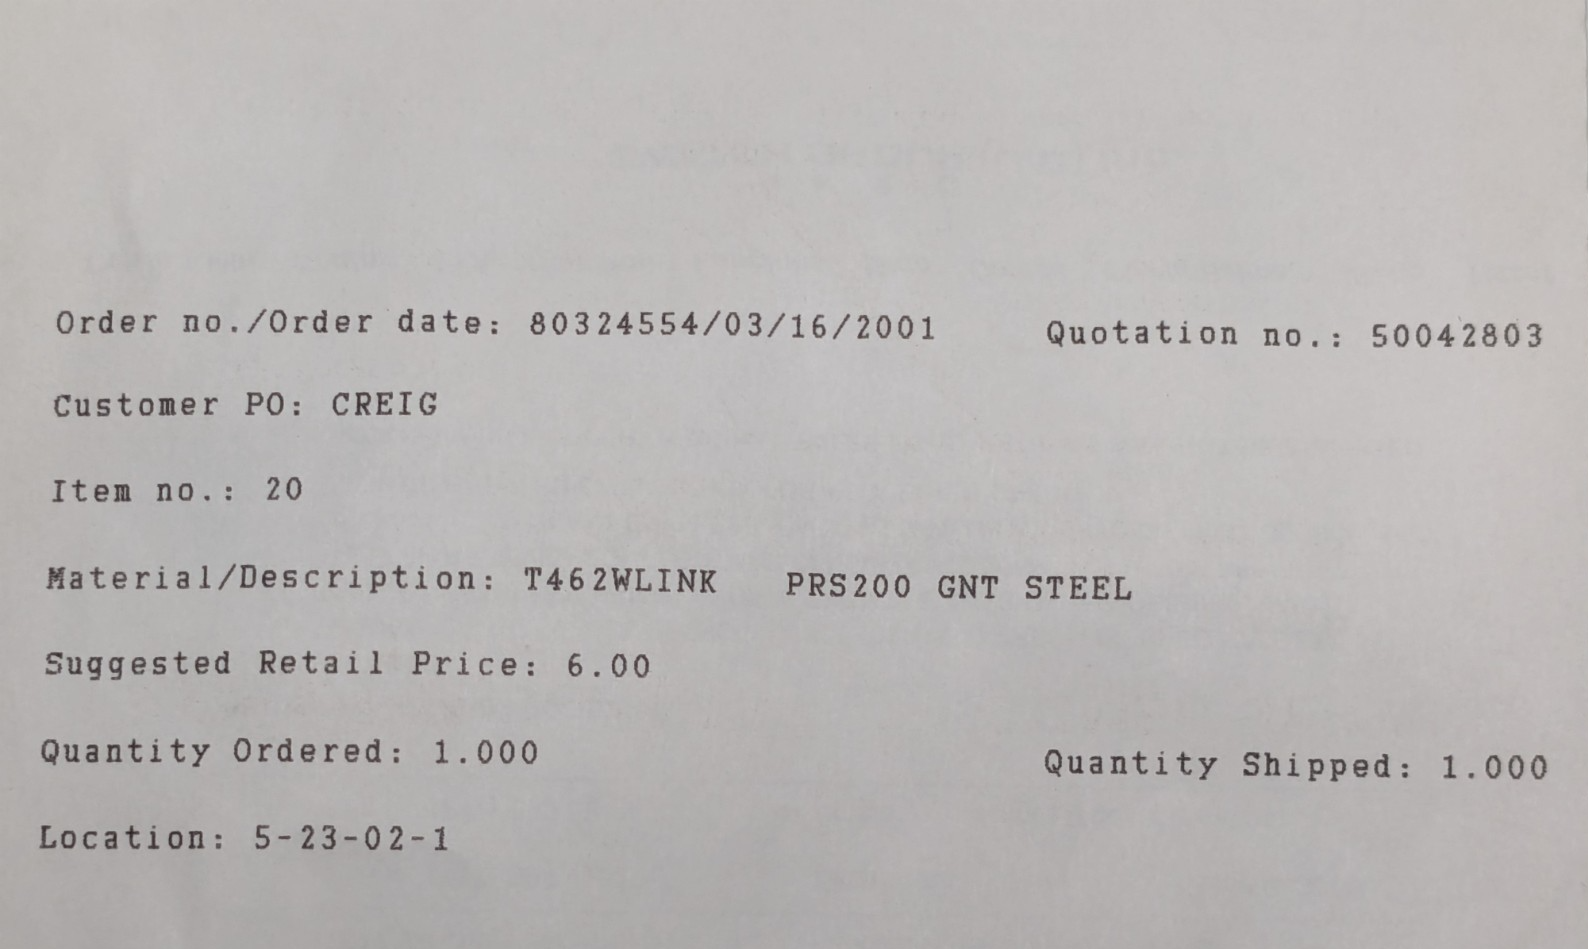 Order no./Order date: 80324554/03/16/2001 Quotation no.: 50042803
Customer PO: CREIG
Item no.: 20
Material/Description: T462WLINK PRS200 GNT STEEL
Suggested Retail Price: 6.00
Quantity Ordered: 1.000 Quantity Shipped: 1.000
Location: 5-23-02-1